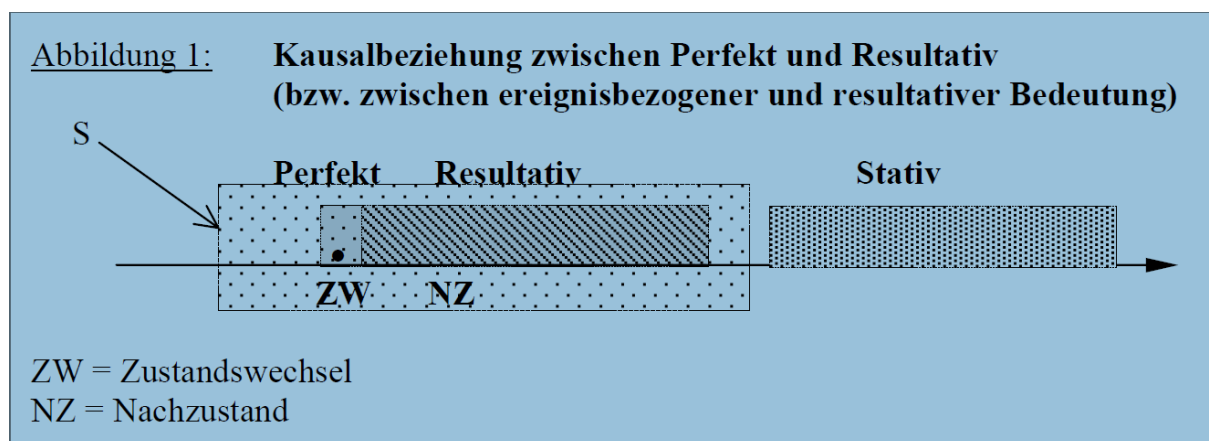 Abbildung 1: Kausalbeziehung zwischen Perfekt und Resultativ
(bzw. zwischen ereignisbezogener und resultativer Bedeutung)
S
Perfekt Resultativ Stativ
ZW NZ
ZW = Zustandswechsel
NZ = Nachzustand